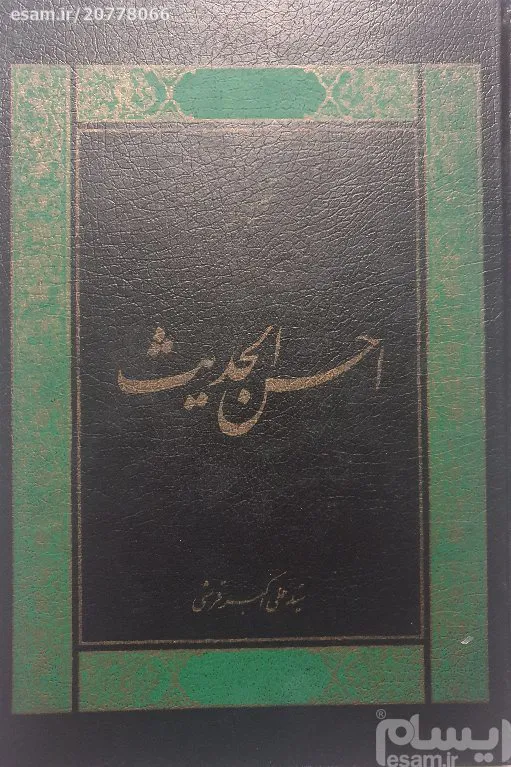 esam.ir/20778066
احسن الحدیث
سید علی اکبر قرشی
ایسام®
esam.ir